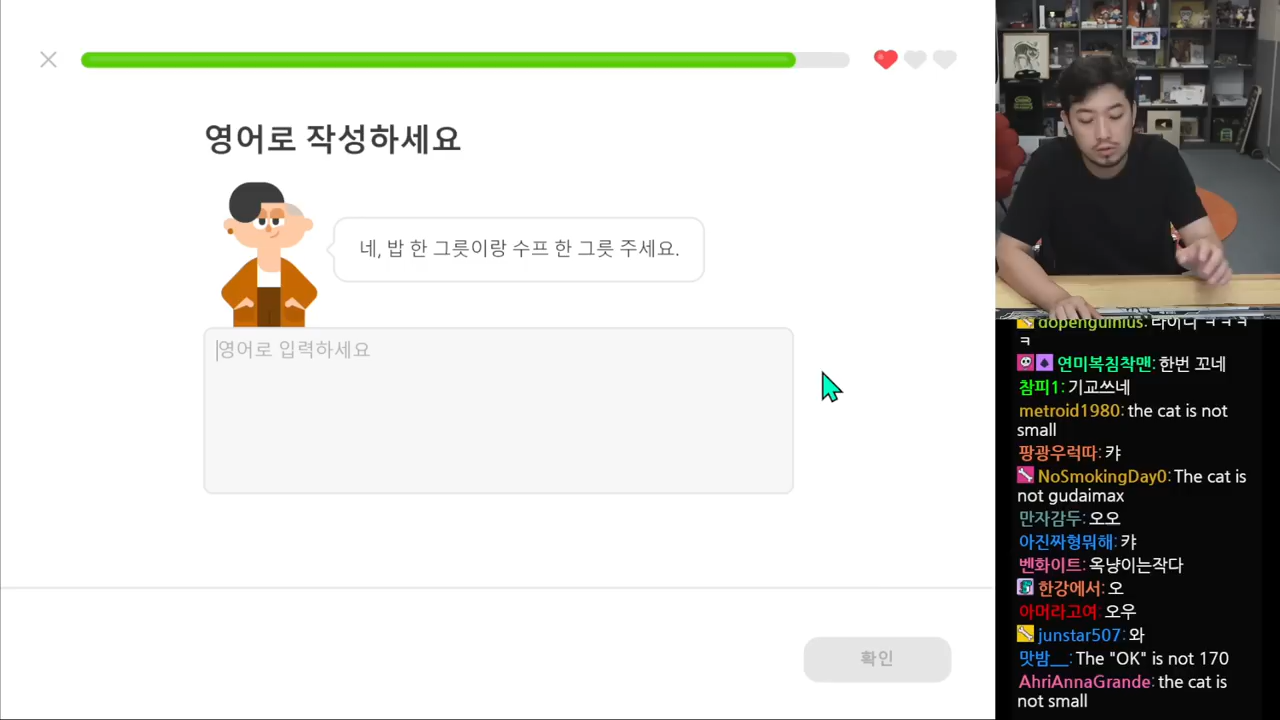 영어로 작성하세요
네, 밥 한 그릇이랑 수프 한 그릇 주세요.
영어로 입력하세요
확인
dopenguinius: 라이더 ㅋㅋㅋ
ㅋ
연미복침착맨: 한번 꼬네
참피1: 기교쓰네
metroid1980: the cat is not
small
팡광우럭따: 캬
NoSmokingDay0: The cat is
not gudaimax
만자감두: 오오
아진짜형뭐해: 캬
벤화이트: 옥냥이는작다
한강에서: 오
아머라고여: 오우
junstar507: 와
맛밤__: The "OK" is not 170
AhriAnnaGrande: the cat is
not small